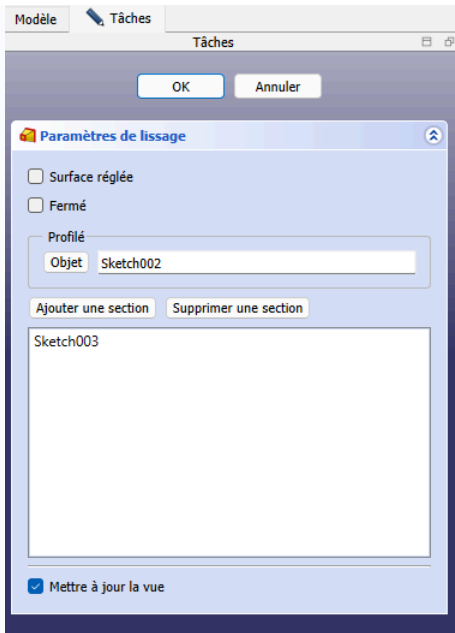 Modèle Tâches
Tâches
OK Annuler
Paramètres de lissage
Surface réglée
Fermé
Profilé
Objet Sketch002
Ajouter une section Supprimer une section
Sketch003
Mettre à jour la vue